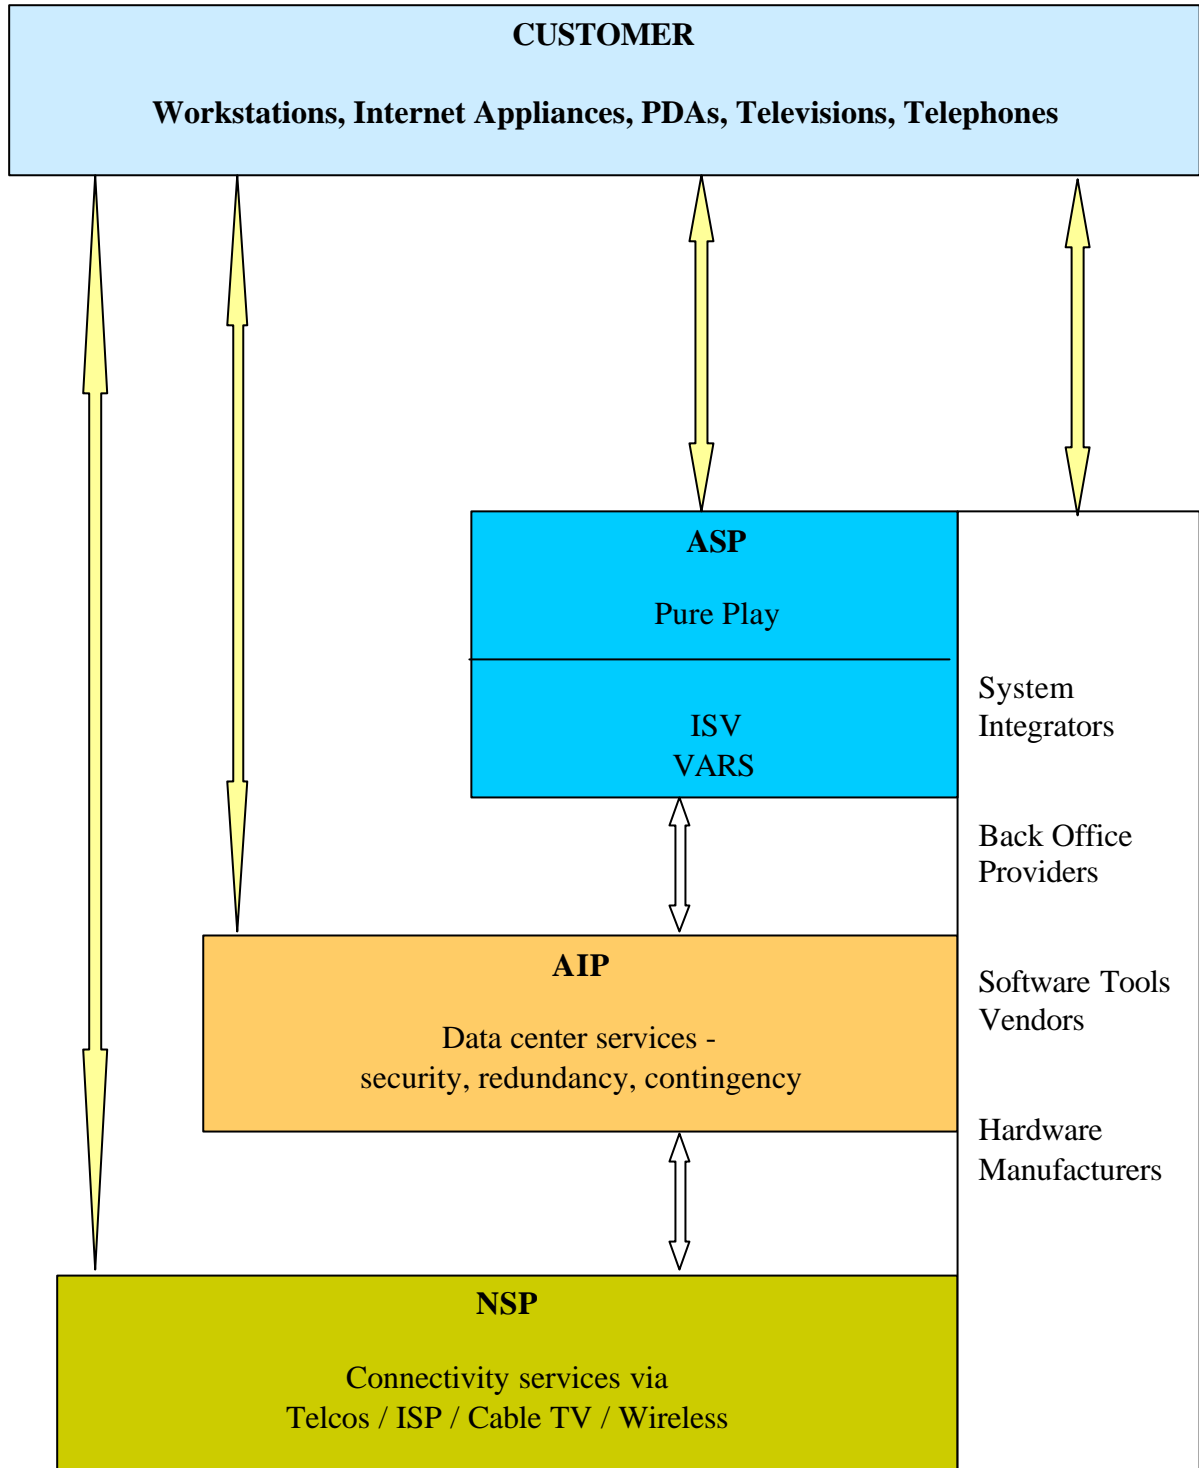 CUSTOMER
Workstations, Internet Appliances, PDAs, Televisions, Telephones
ASP
Pure Play
ISV
VARS
System
Integrators
Back Office
Providers
AIP
Data center services -
security, redundancy, contingency
Software Tools
Vendors
Hardware
Manufacturers
NSP
Connectivity services via
Telcos / ISP / Cable TV / Wireless